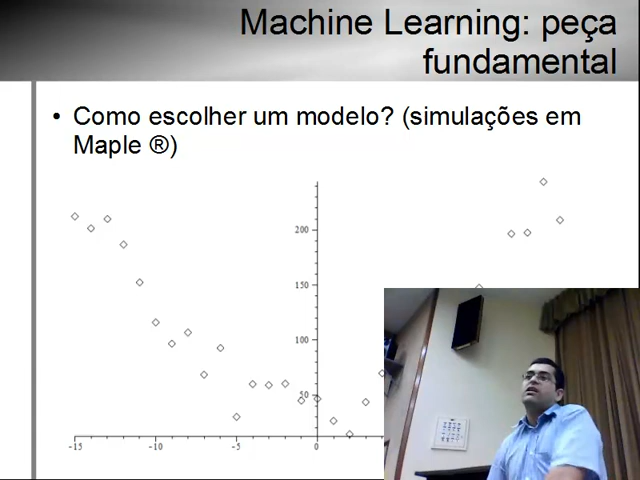 Machine Learning: peça
fundamental
• Como escolher um modelo? (simulações em
Maple ®)
200
150
100
50
-15 -10 -5 0